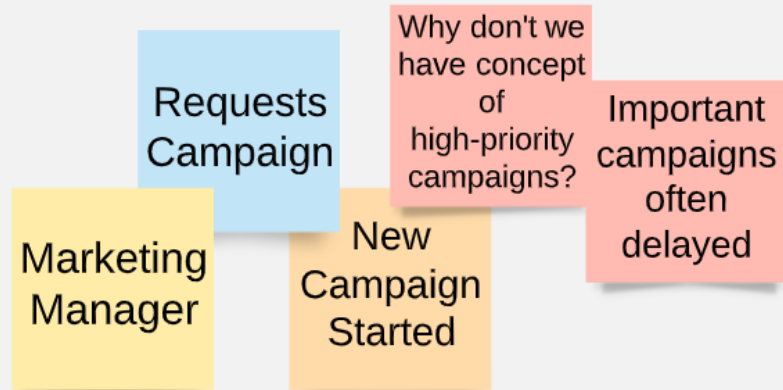 Requests
Campaign
Marketing
Manager
New
Campaign
Started
Why don't we
have concept
of
high-priority
campaigns?
Important
campaigns
often
delayed